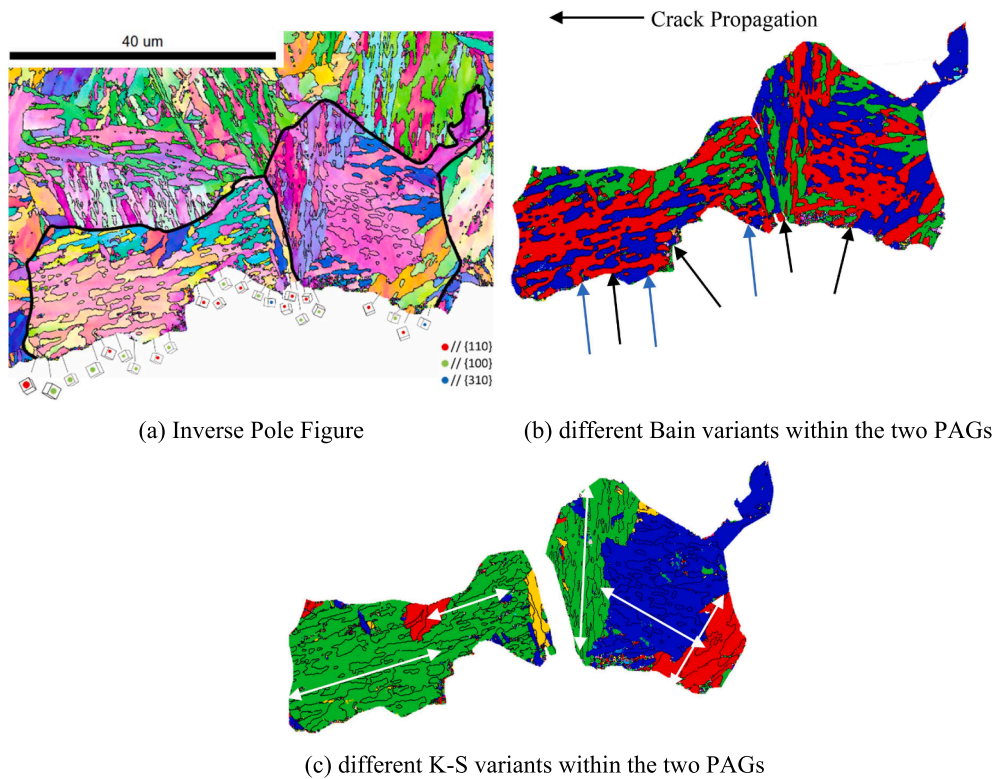 40 um
Crack Propagation
// {110}
// {100}
// {310}
(a) Inverse Pole Figure
(b) different Bain variants within the two PAGs
(c) different K-S variants within the two PAGs